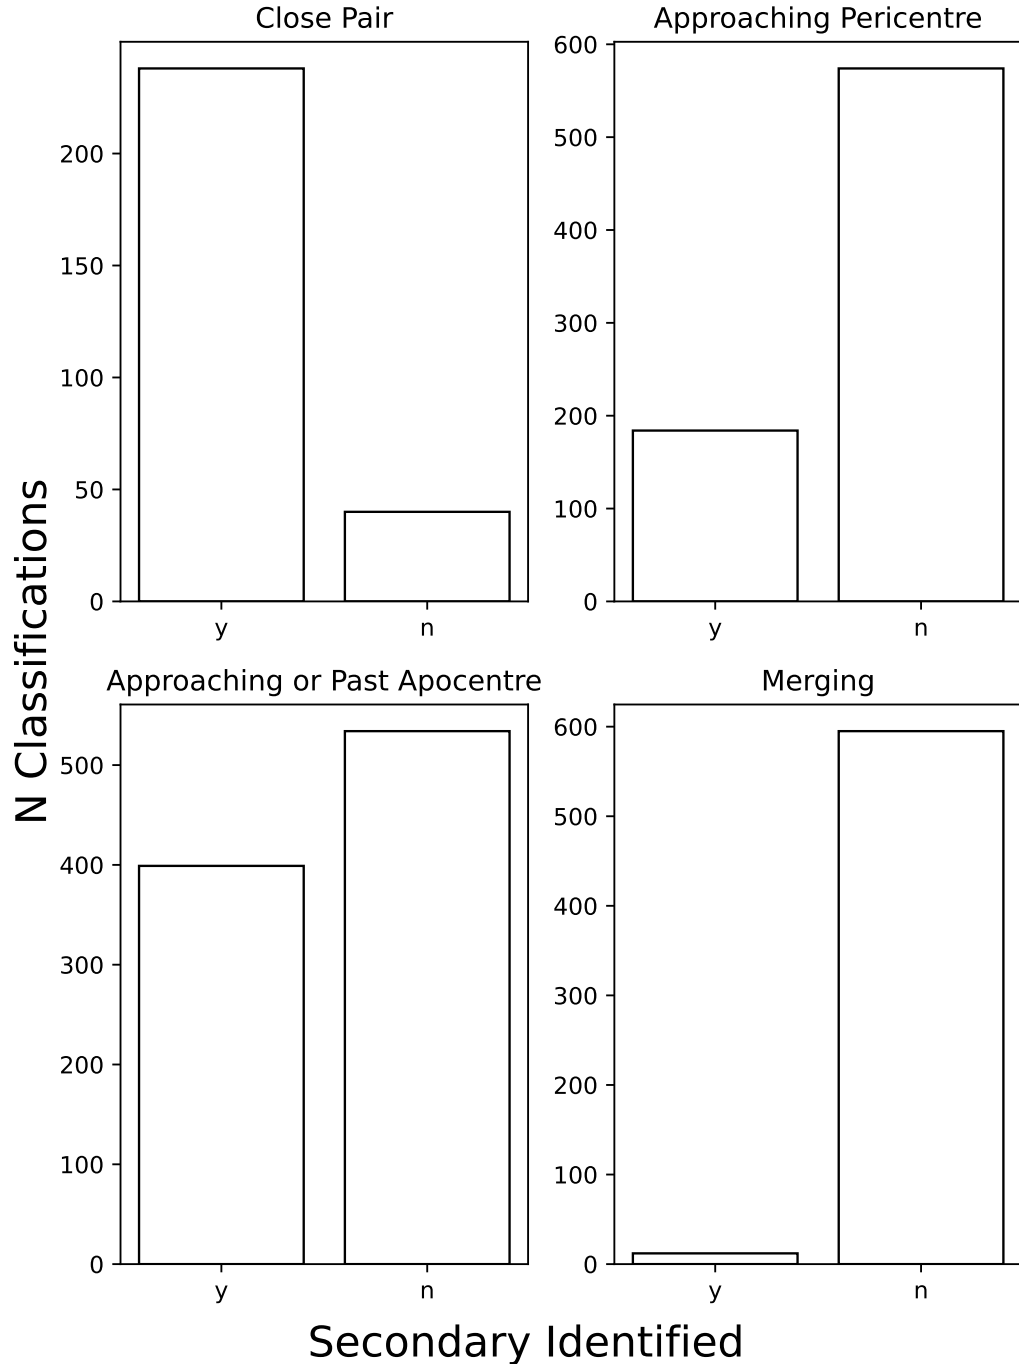 Close Pair
Approaching Pericentre
200
150
100
50
0
y
n
600
500
400
300
200
100
0
y
n
N Classifications
Approaching or Past Apocentre
Merging
500
400
300
200
100
0
y
n
600
500
400
300
200
100
0
y
n
Secondary Identified